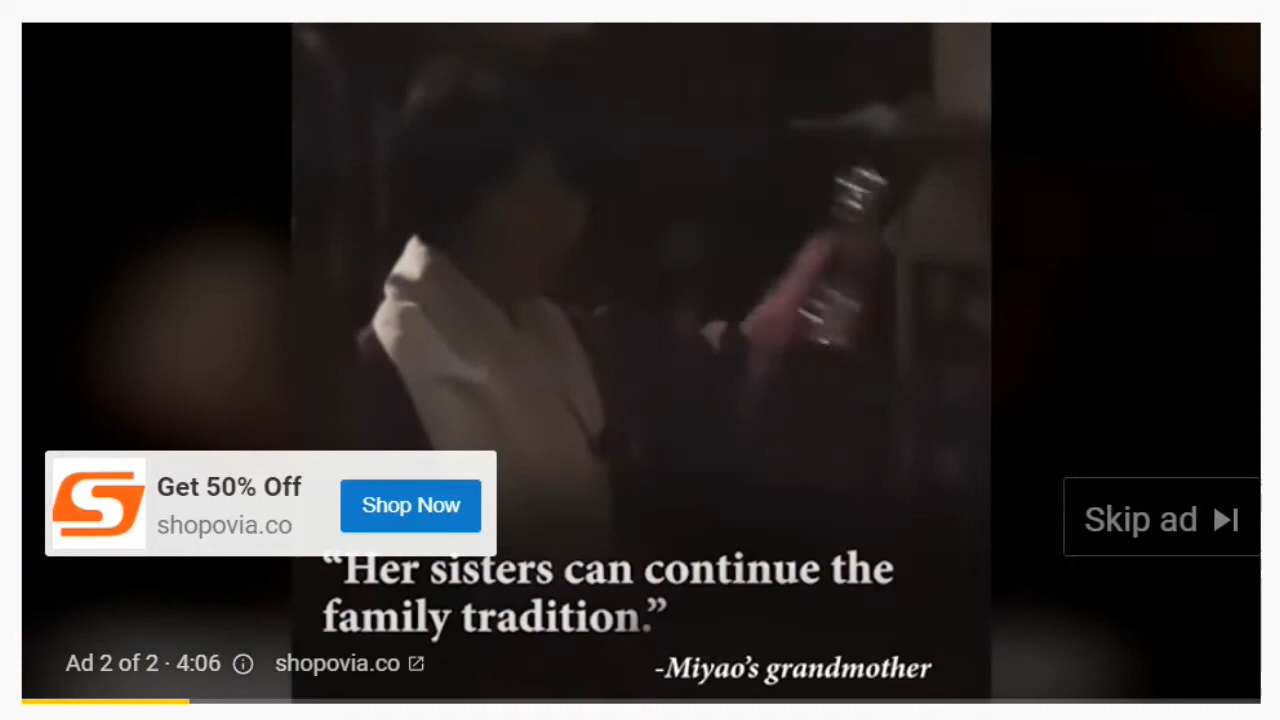 Get 50% Off
shopovia.co
Shop Now
Skip ad
“Her sisters can continue the
family tradition.”
Ad 2 of 2 · 4:06
shopovia.co
-Miyao’s grandmother